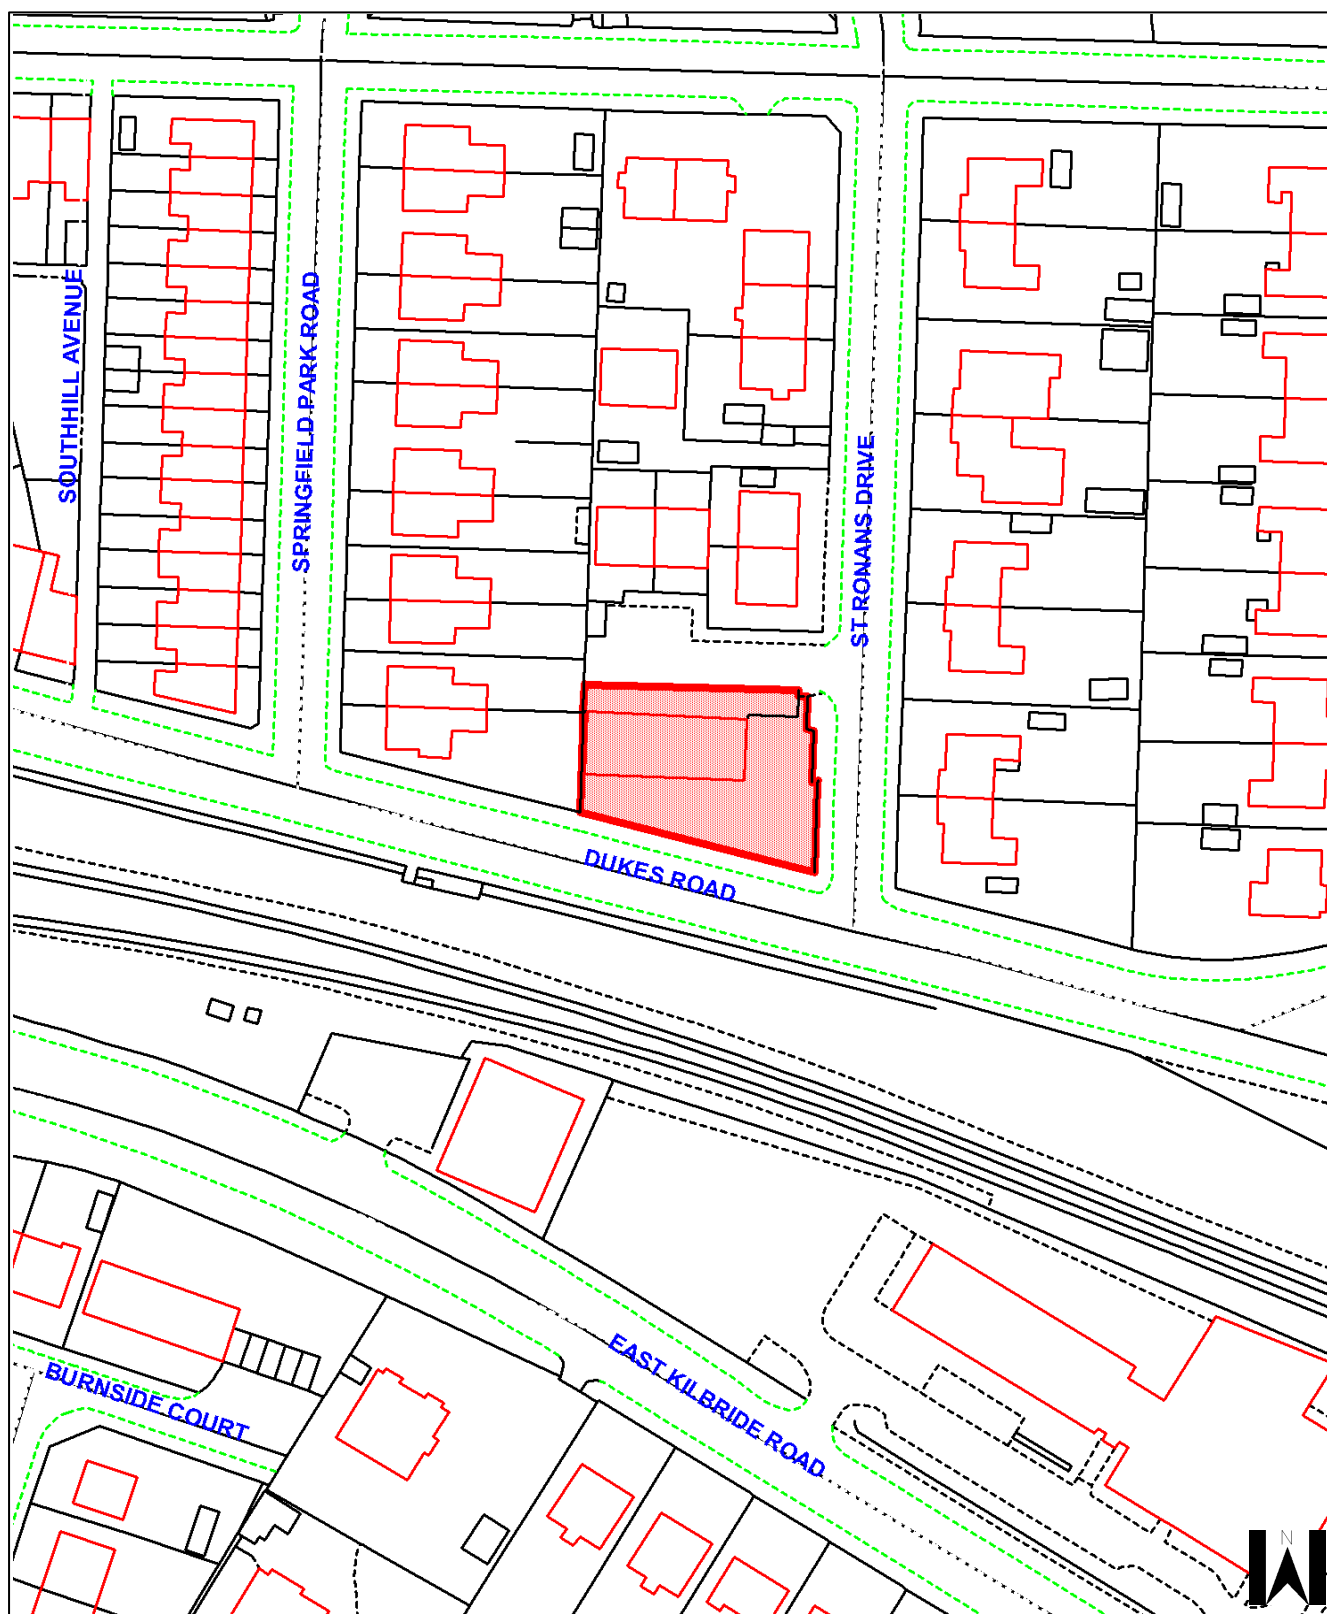 SOUTHHILL AVENUE
SPRINGFIELD PARK ROAD
ST RONANS DRIVE
DUKES ROAD
EAST KILBRIDE ROAD
BURNSIDE COURT
N